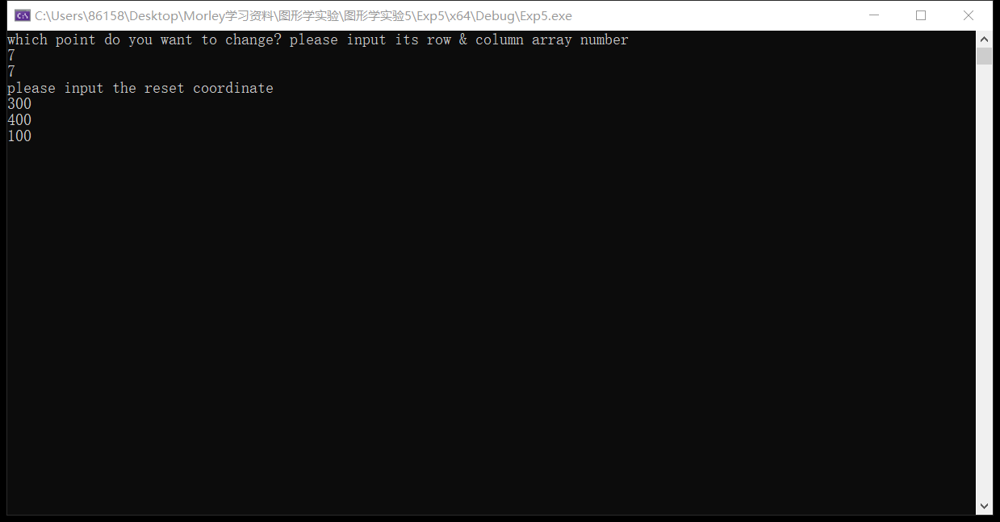 C:\Users\86158\Desktop\Morley学习资料\图形学实验\图形学实验5\Exp5\x64\Debug\Exp5.exe
which point do you want to change? please input its row & column array number
7
7
please input the reset coordinate
300
400
100